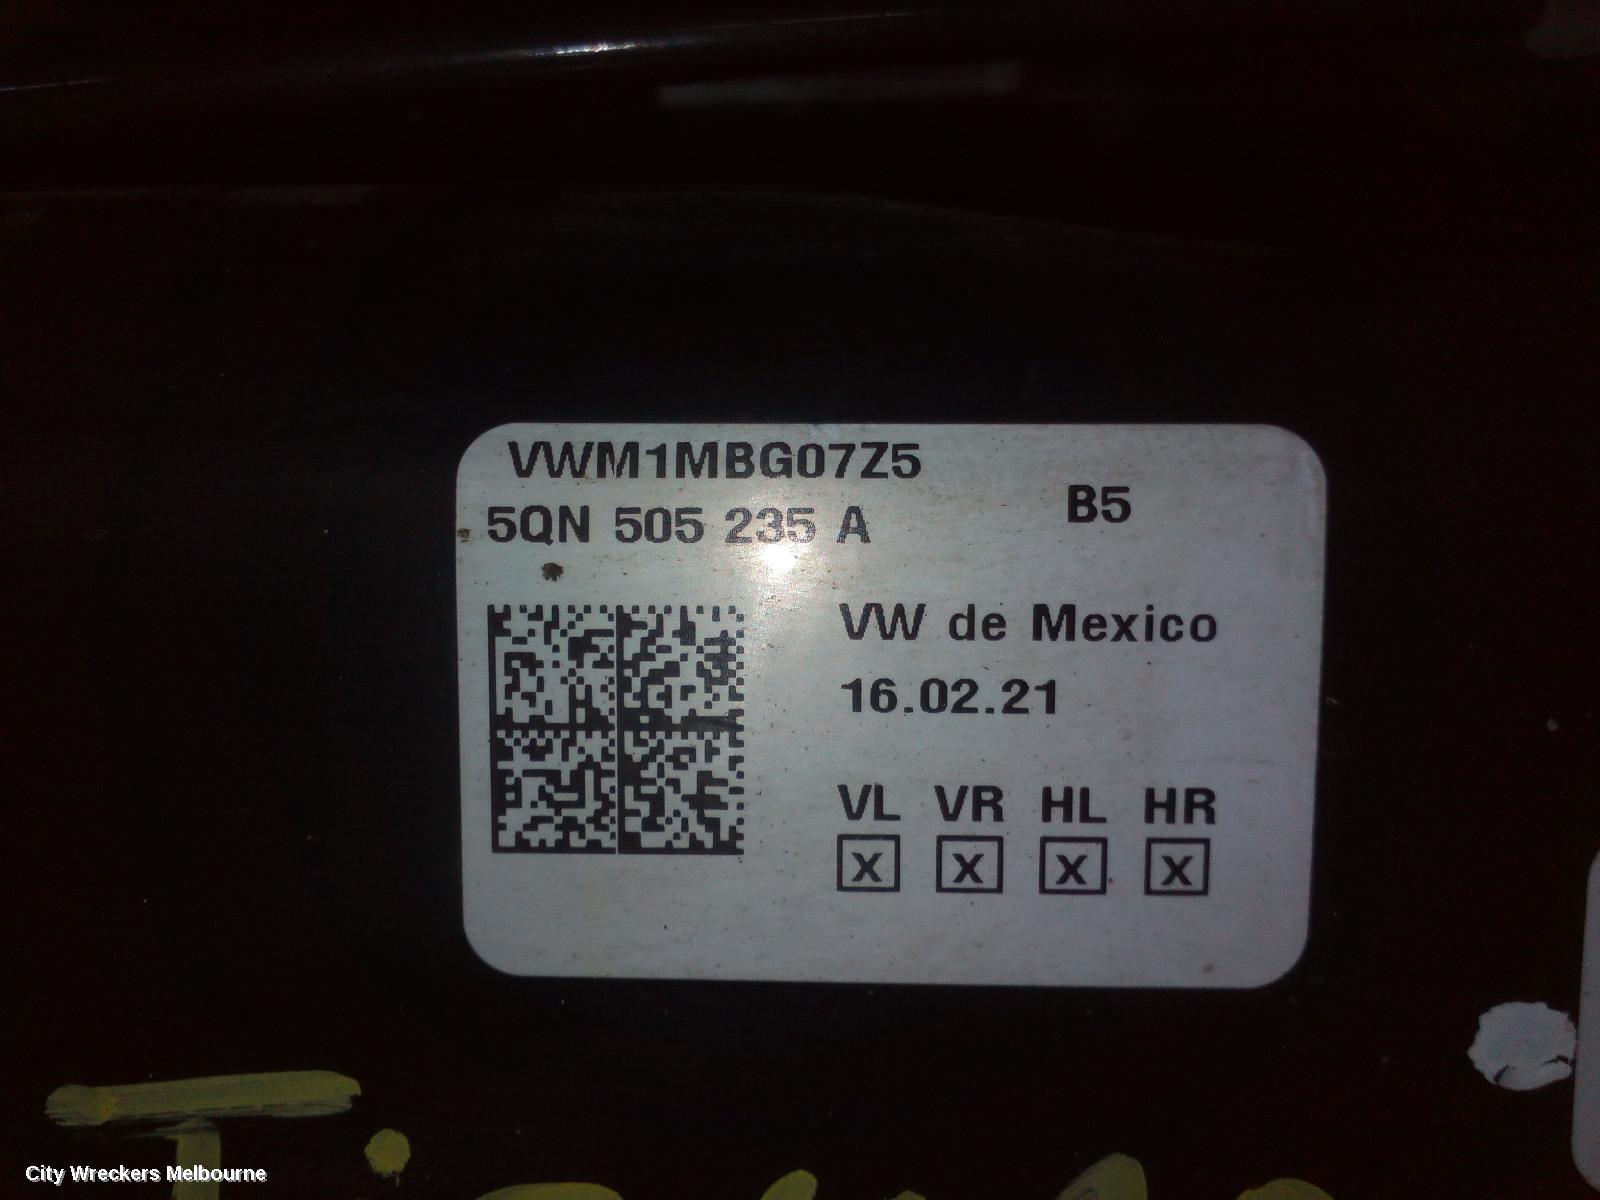 VWM1MBG07Z5
B5
5QN 505 235 A
VW de Mexico
16.02.21
VL VR HL HR
X X X X
City Wreckers Melbourne